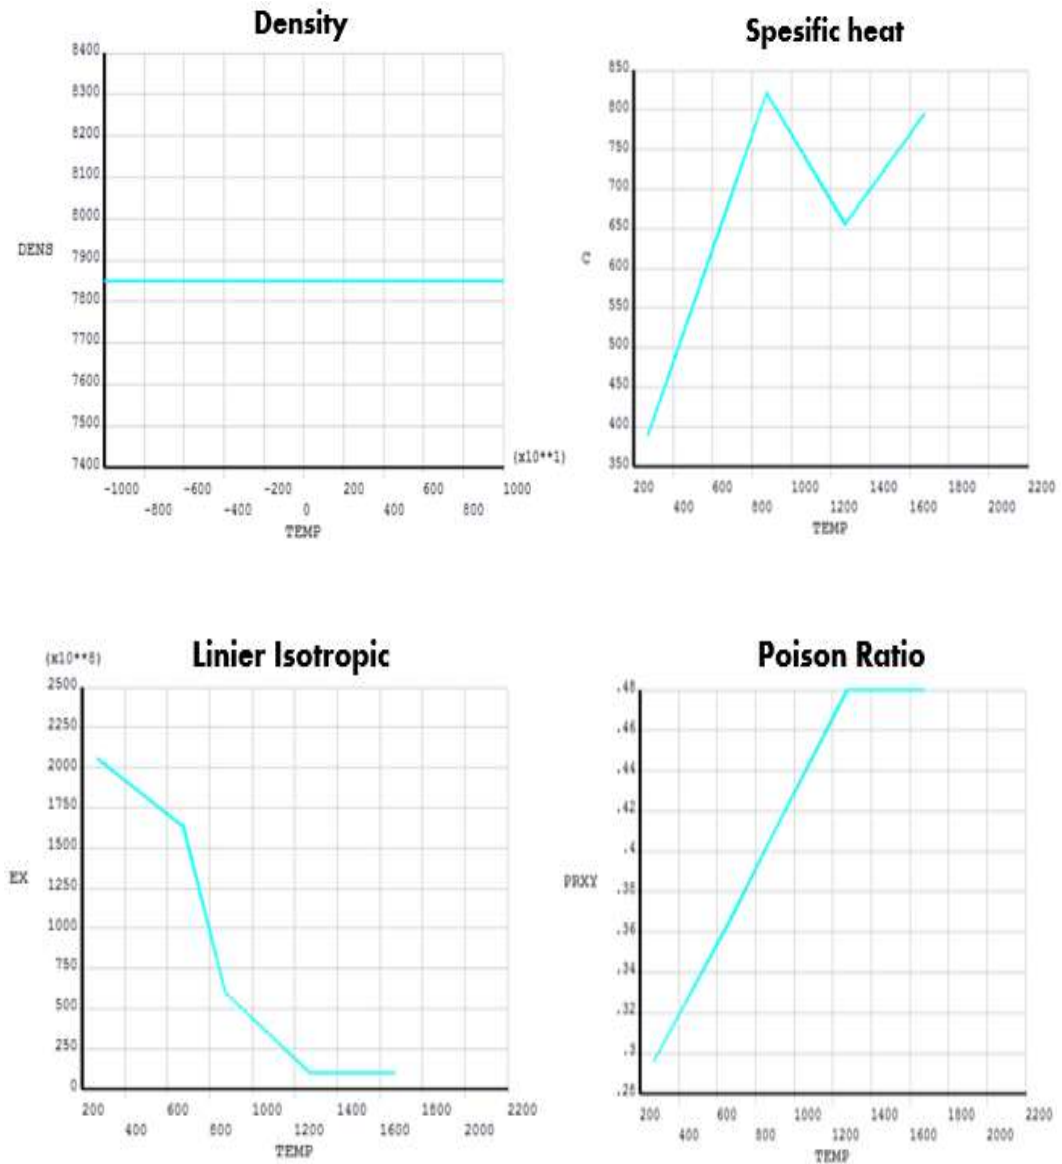 Density
8400
8300
8200
8100
8000
DENS
7900
7800
7700
7600
7500
7400
(x10**1)
-1000 -600 -200 200 600 1000
-800 -400 0 400 800
TEMP
Spesific heat
850
800
750
700
650
C
600
550
500
450
400
350
200 600 1000 1400 1800 2200
400 800 1200 1600 2000
TEMP
Linier Isotropic
2500
2250
2000
1750
1500
EX
1250
1000
750
500
250
0
200 600 1000 1400 1800 2200
400 800 1200 1600 2000
TEMP
Poison Ratio
.48
.46
.44
.42
.4
PRXY
.38
.36
.34
.32
.3
.28
200 600 1000 1400 1800 2200
400 800 1200 1600 2000
TEMP